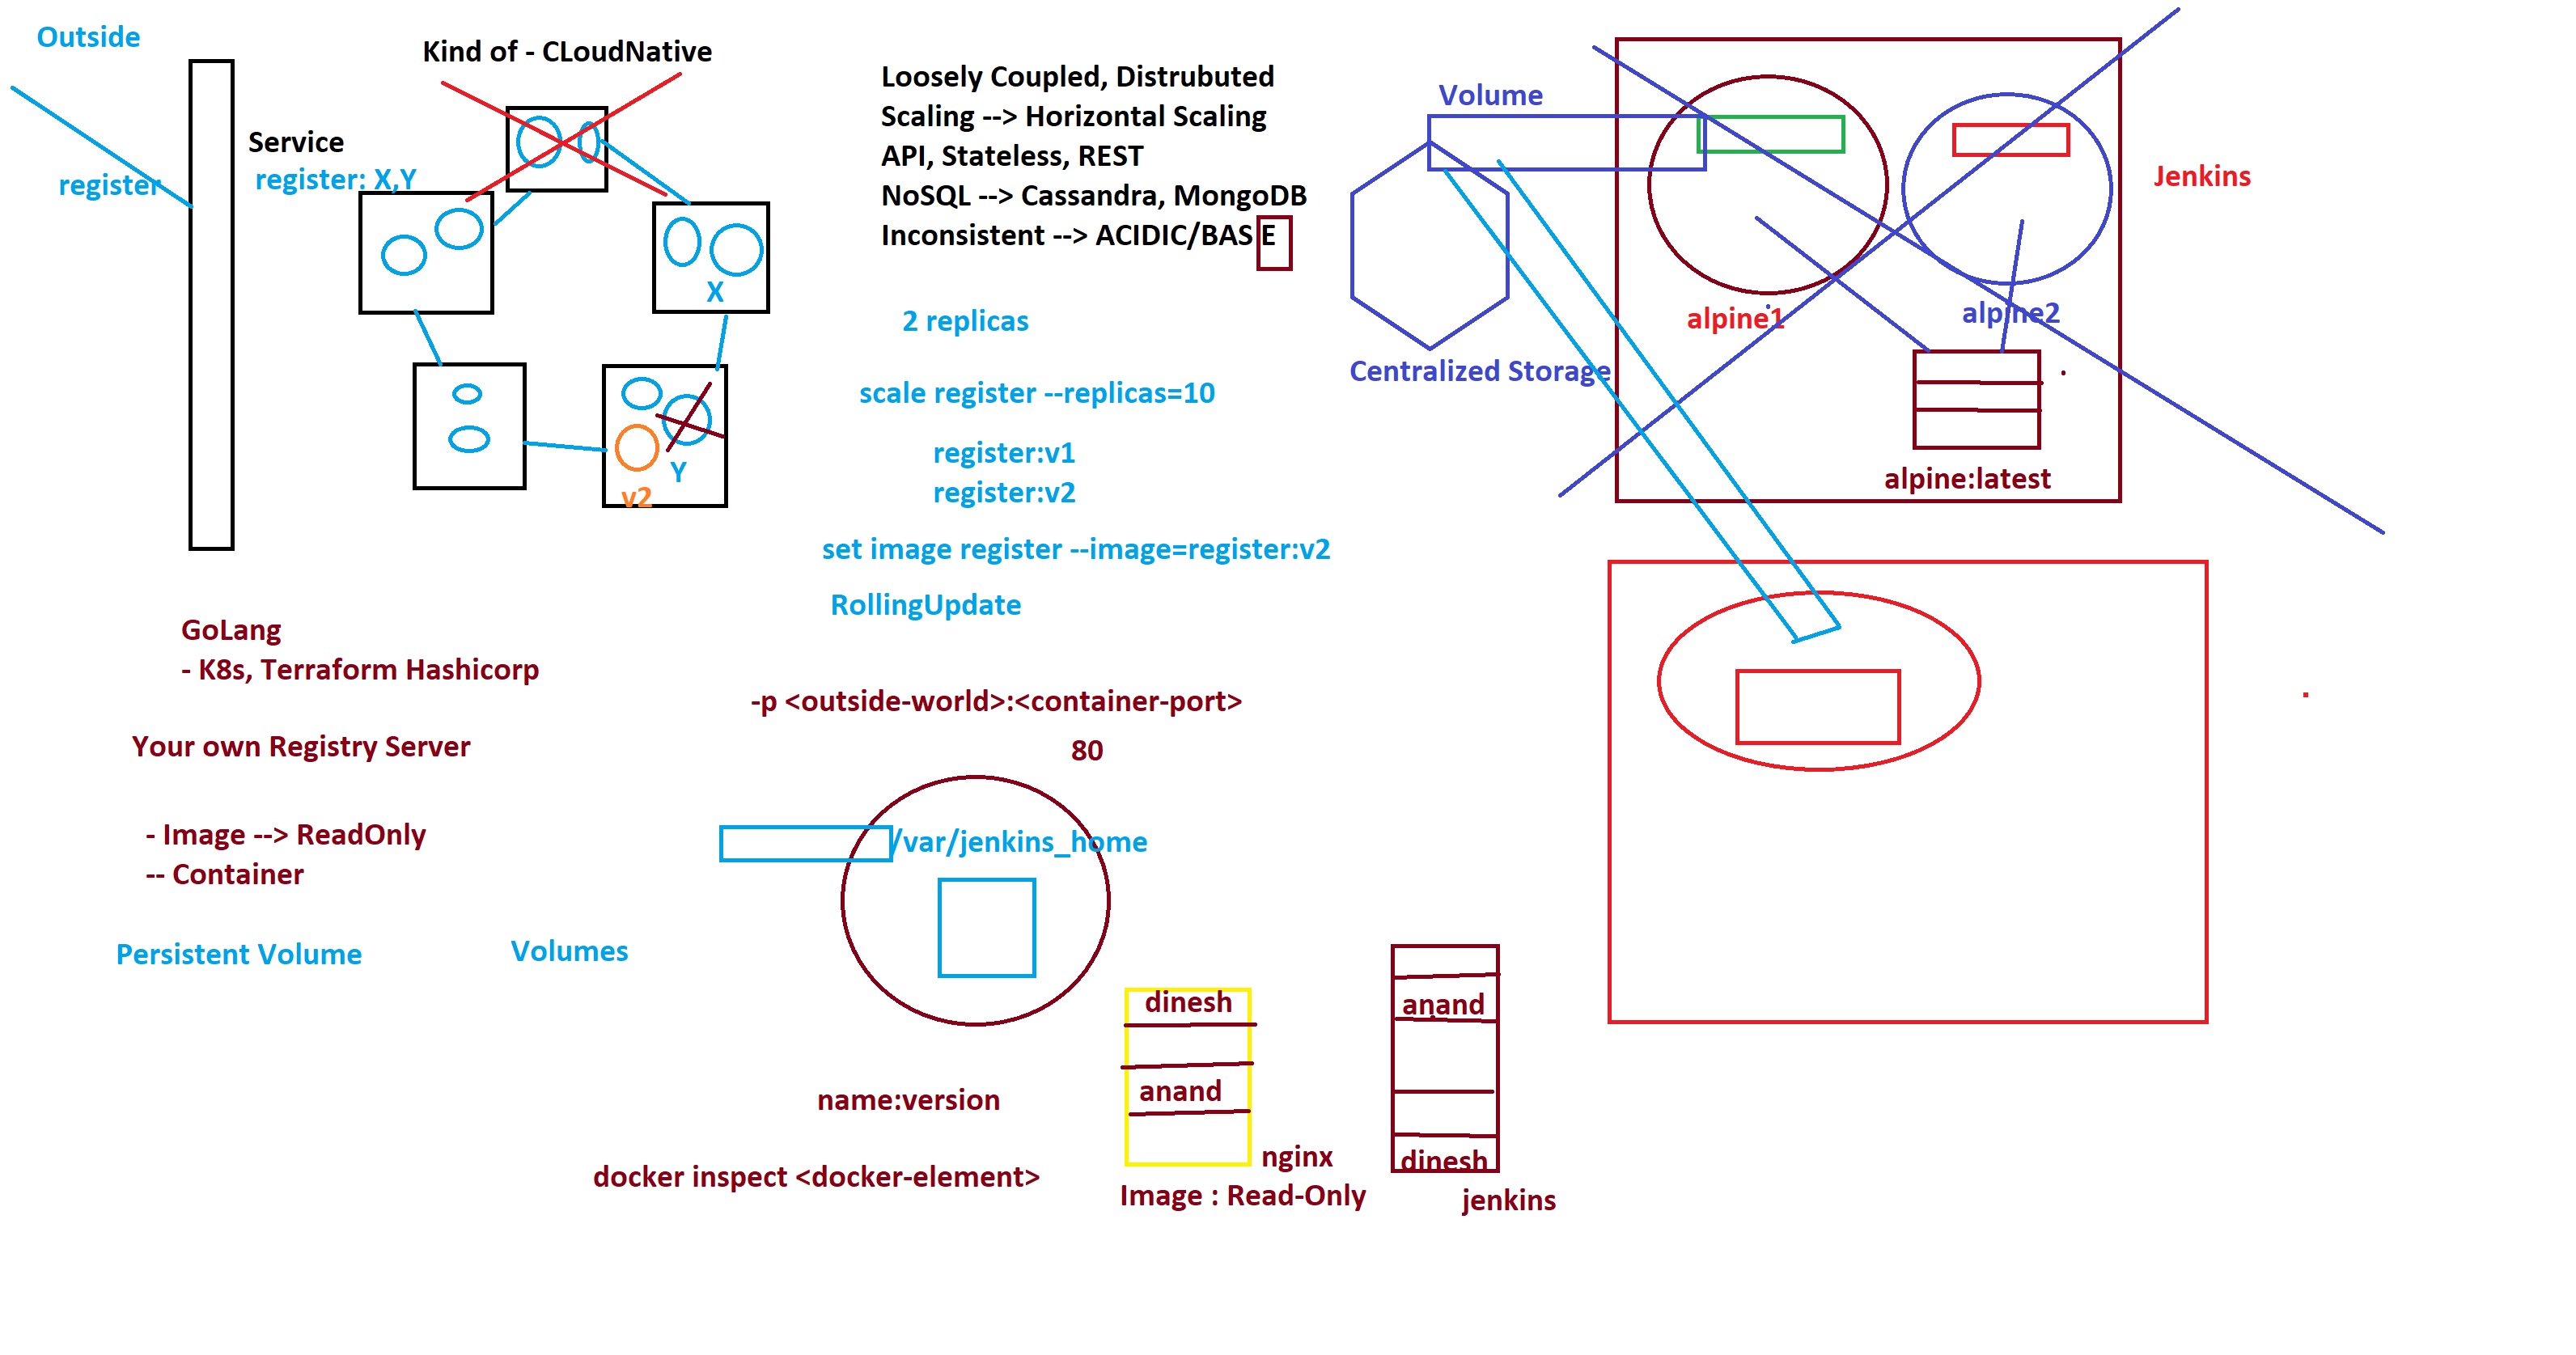 Outside
register
Service
register: X,Y
Kind of - CLoudNative
X
Y
v2
Loosely Coupled, Distrubuted
Scaling --> Horizontal Scaling
API, Stateless, REST
NoSQL --> Cassandra, MongoDB
Inconsistent --> ACIDIC/BASE
2 replicas
scale register --replicas=10
register:v1
register:v2
set image register --image=register:v2
RollingUpdate
Volume
Centralized Storage
alpine1
alpine2
alpine:latest
Jenkins
GoLang
- K8s, Terraform Hashicorp
Your own Registry Server
- Image --> ReadOnly
-- Container
Persistent Volume
Volumes
-p <outside-world>:<container-port>
80
/var/jenkins_home
name:version
docker inspect <docker-element>
dinesh
anand
nginx
Image : Read-Only
anand
dinesh
jenkins